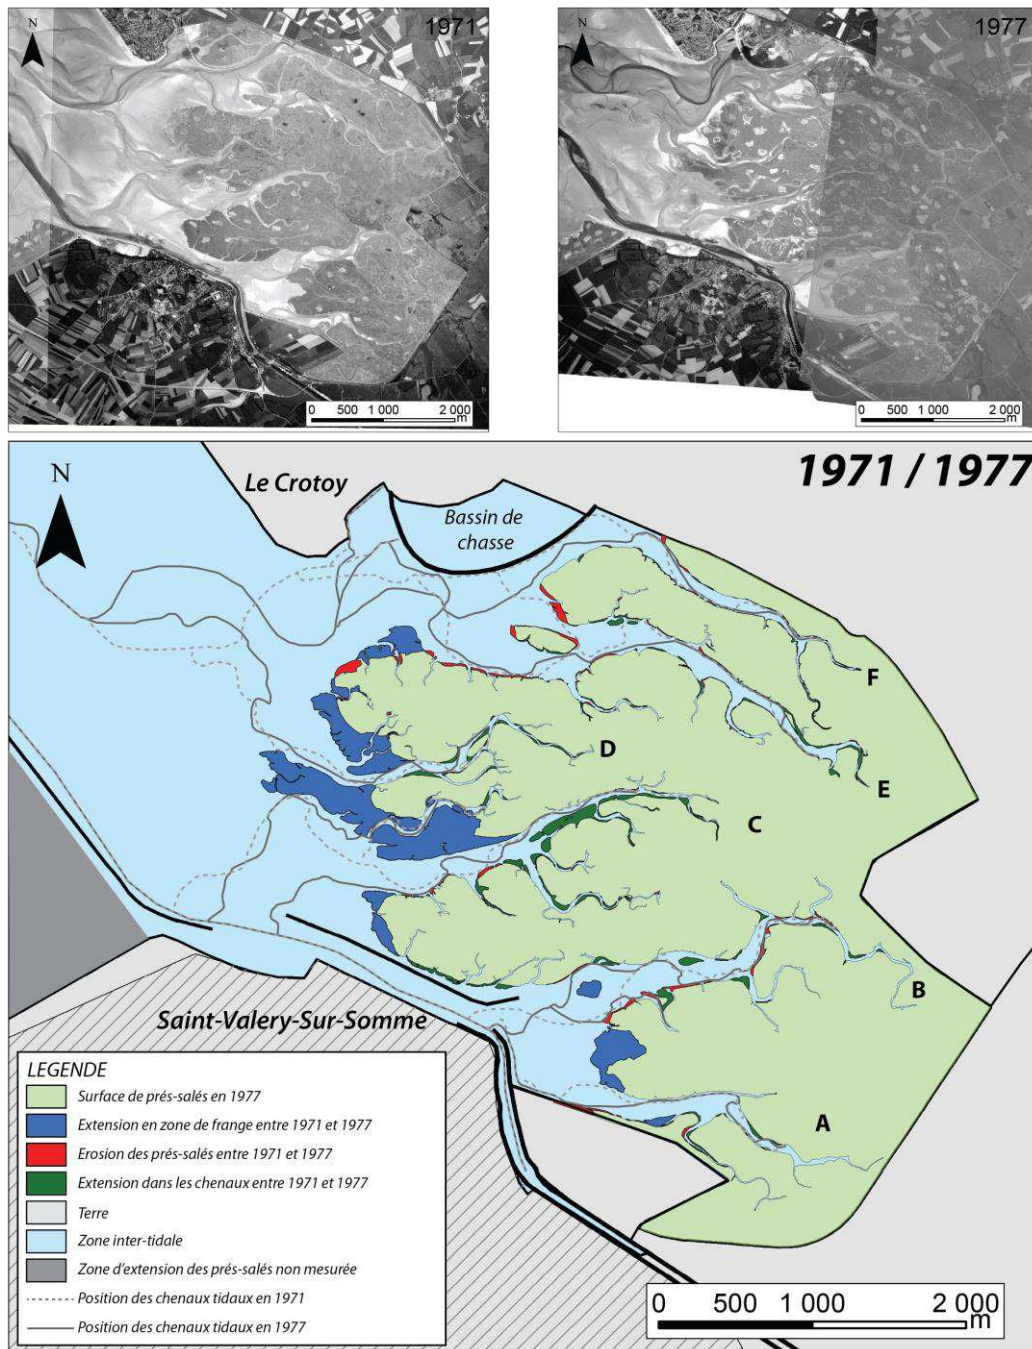 N
1971
0 500 1 000 2 000
m
N
1977
0 500 1 000 2 000
m
1971 / 1977
N
Le Crotoy
Bassin de
chasse
F
D
E
C
B
Saint-Valery-Sur-Somme
A
LEGENDE
Surface de prés-salés en 1977
Extension en zone de frange entre 1971 et 1977
Erosion des prés-salés entre 1971 et 1977
Extension dans les chenaux entre 1971 et 1977
Terre
Zone inter-tidale
Zone d'extension des prés-salés non mesurée
Position des chenaux tidaux en 1971
Position des chenaux tidaux en 1977
0 500 1 000 2 000
m